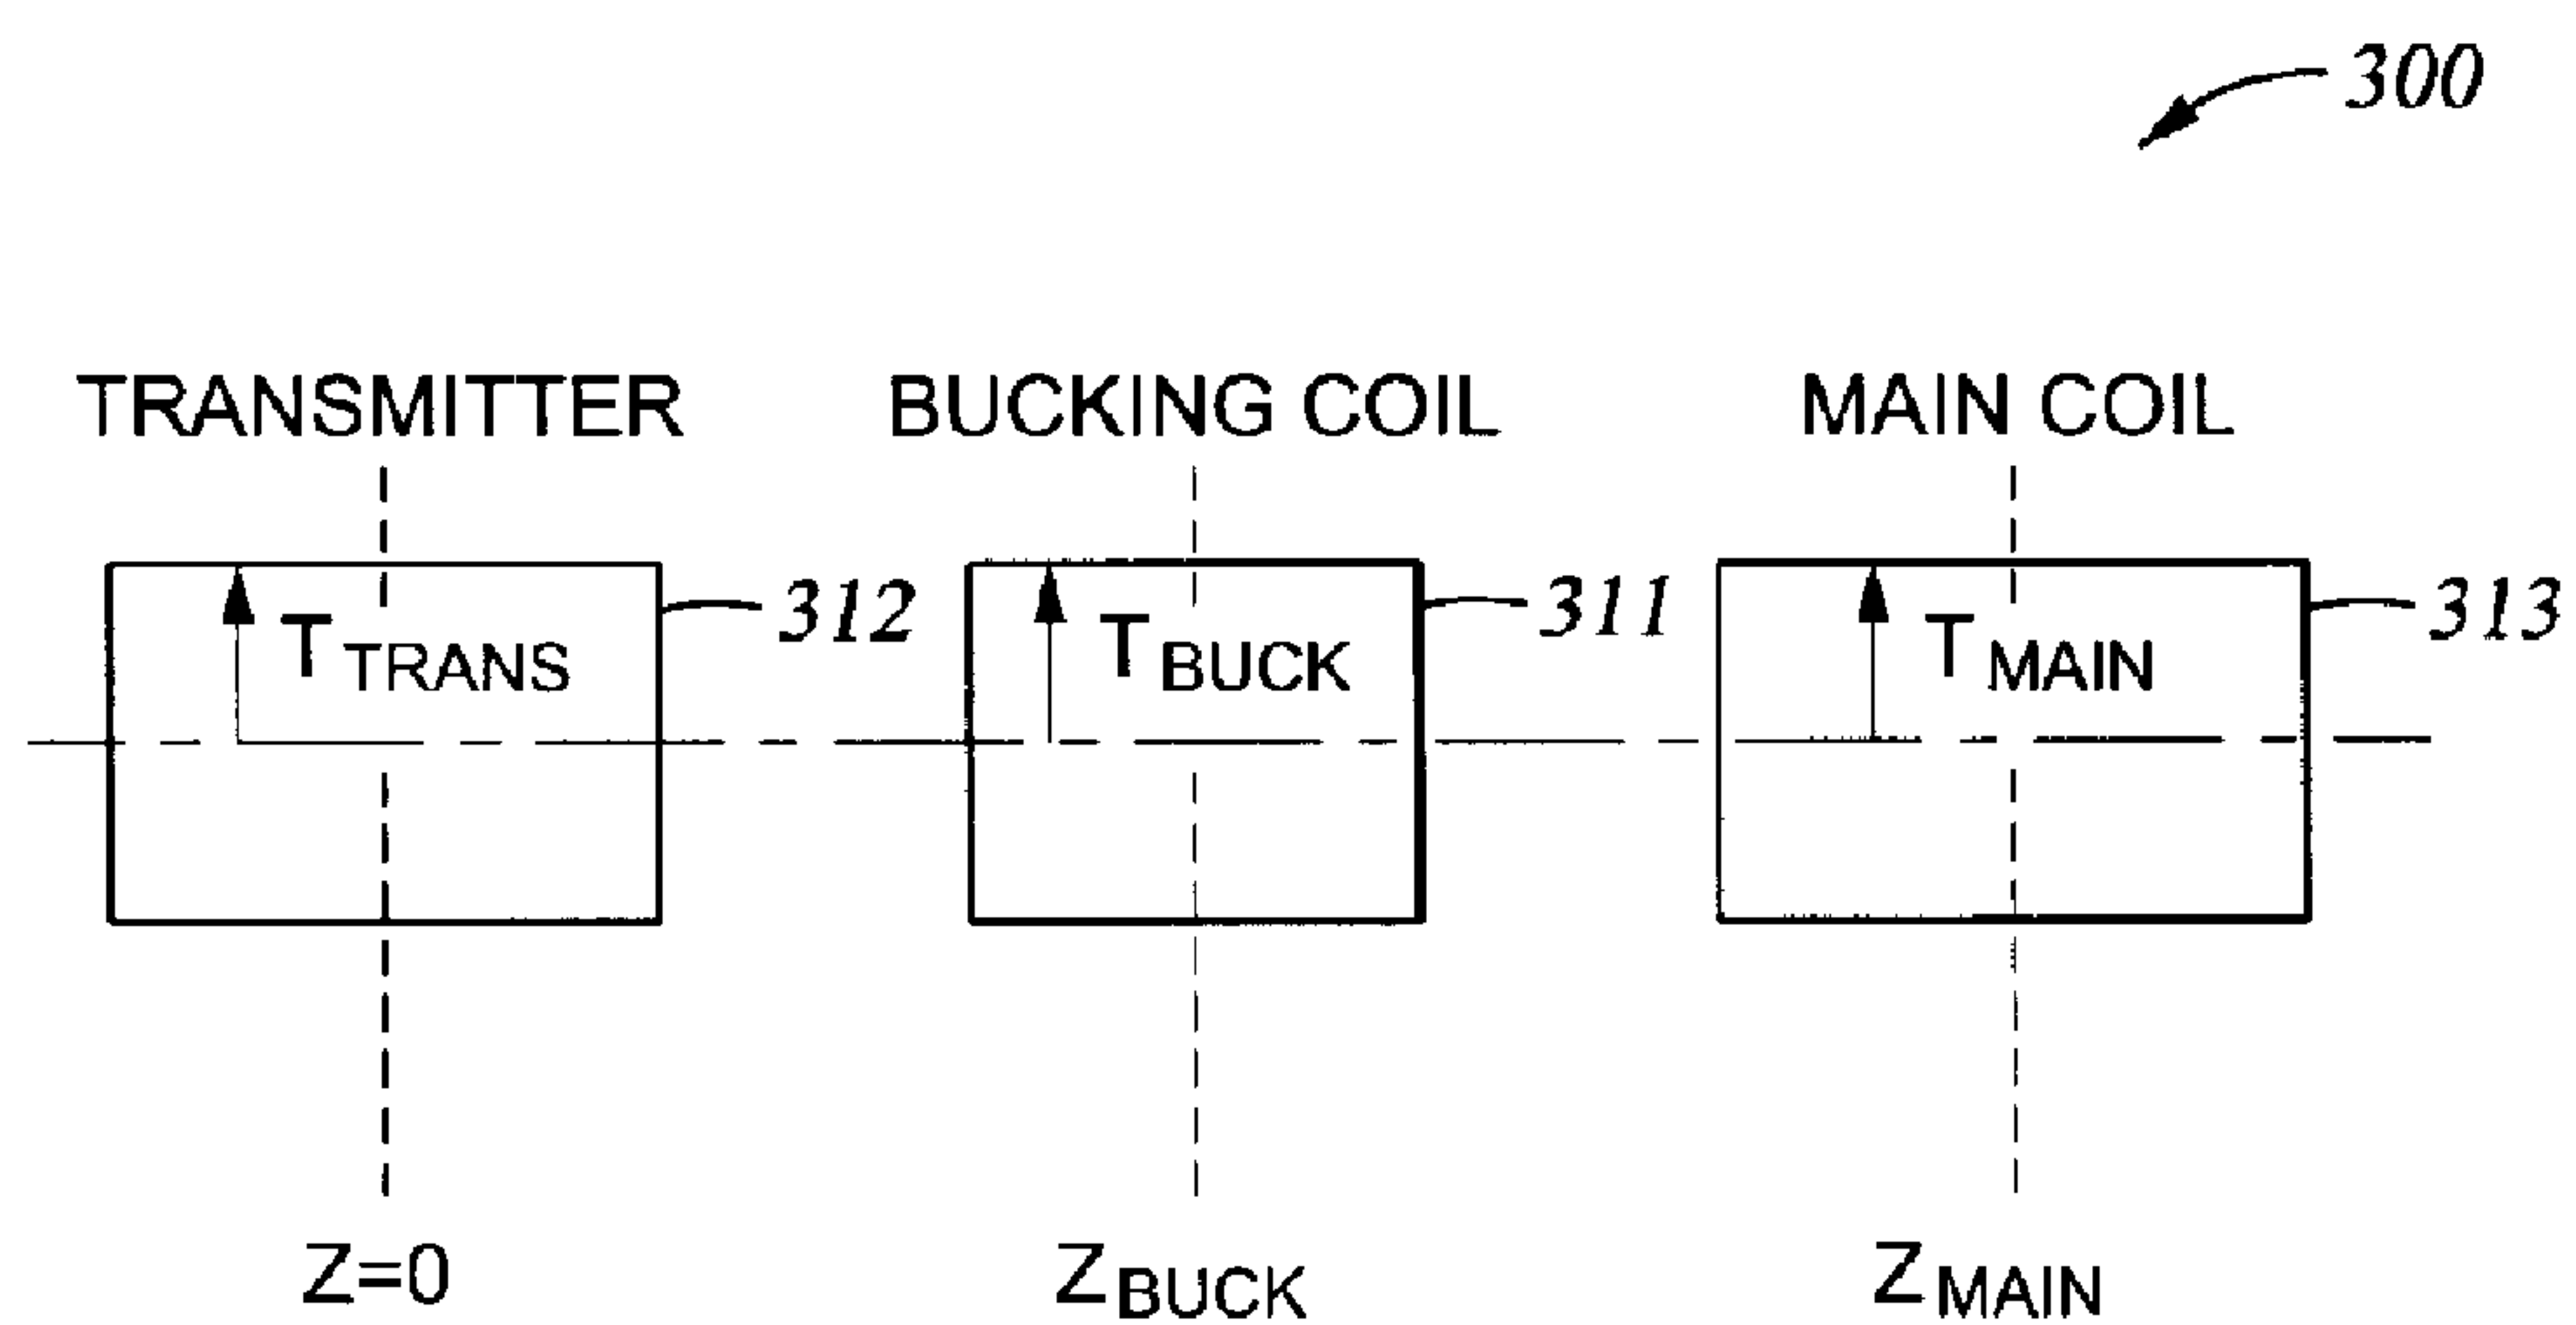 300
TRANSMITTER BUCKING COIL MAIN COIL
T TRANS 312 T BUCK 311 T MAIN 313
Z=0 Z BUCK Z MAIN